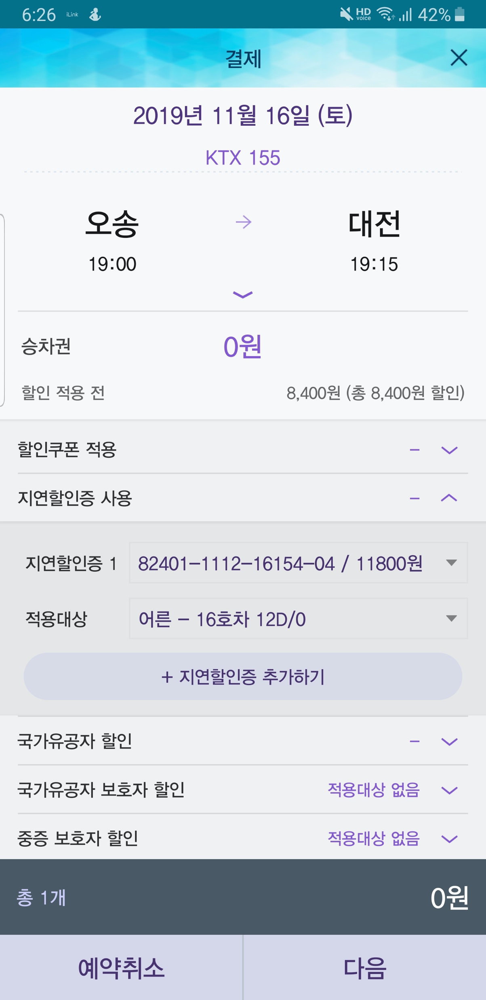 6:26 iLink HD voice 42%
결제
2019년 11월 16일 (토)
KTX 155
오송 → 대전
19:00 19:15
승차권 0원
할인 적용 전 8,400원 (총 8,400원 할인)
할인쿠폰 적용 -
지연할인증 사용 -
지연할인증 1 82401-1112-16154-04 / 11800원
적용대상 어른 - 16호차 12D/0
+ 지연할인증 추가하기
국가유공자 할인 -
국가유공자 보호자 할인 적용대상 없음
중증 보호자 할인 적용대상 없음
총 1개 0원
예약취소 다음